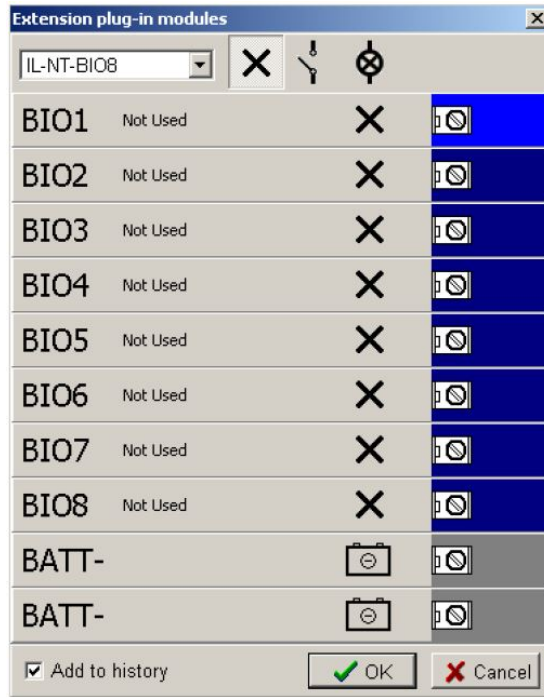 Extension plug-in modules
IL-NT-BIO8
BIO1 Not Used
BIO2 Not Used
BIO3 Not Used
BIO4 Not Used
BIO5 Not Used
BIO6 Not Used
BIO7 Not Used
BIO8 Not Used
BATT-
BATT-
Add to history OK Cancel